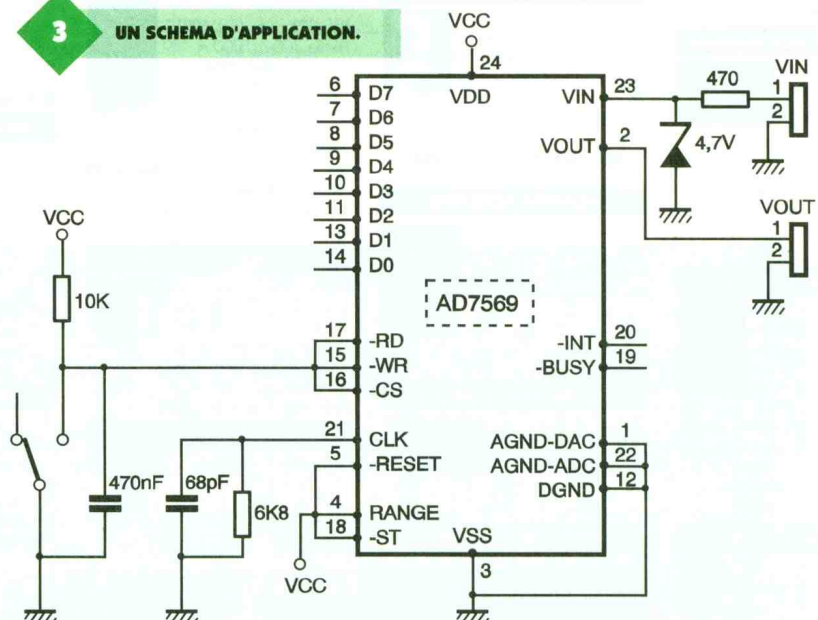 3
UN SCHEMA D'APPLICATION.
VCC
24
VDD
6 D7
7 D6
8 D5
9 D4
10 D3
11 D2
13 D1
14 D0
VIN 23
470
VIN
1
2
4,7V
VOUT 2
VOUT
1
2
AD7569
VCC
10K
17 -RD
15 -WR
16 -CS
-INT 20
-BUSY 19
21 CLK
5 -RESET
4 RANGE
18 -ST
AGND-DAC 1
AGND-ADC 22
DGND 12
470nF
68pF
6K8
VCC
VSS
3